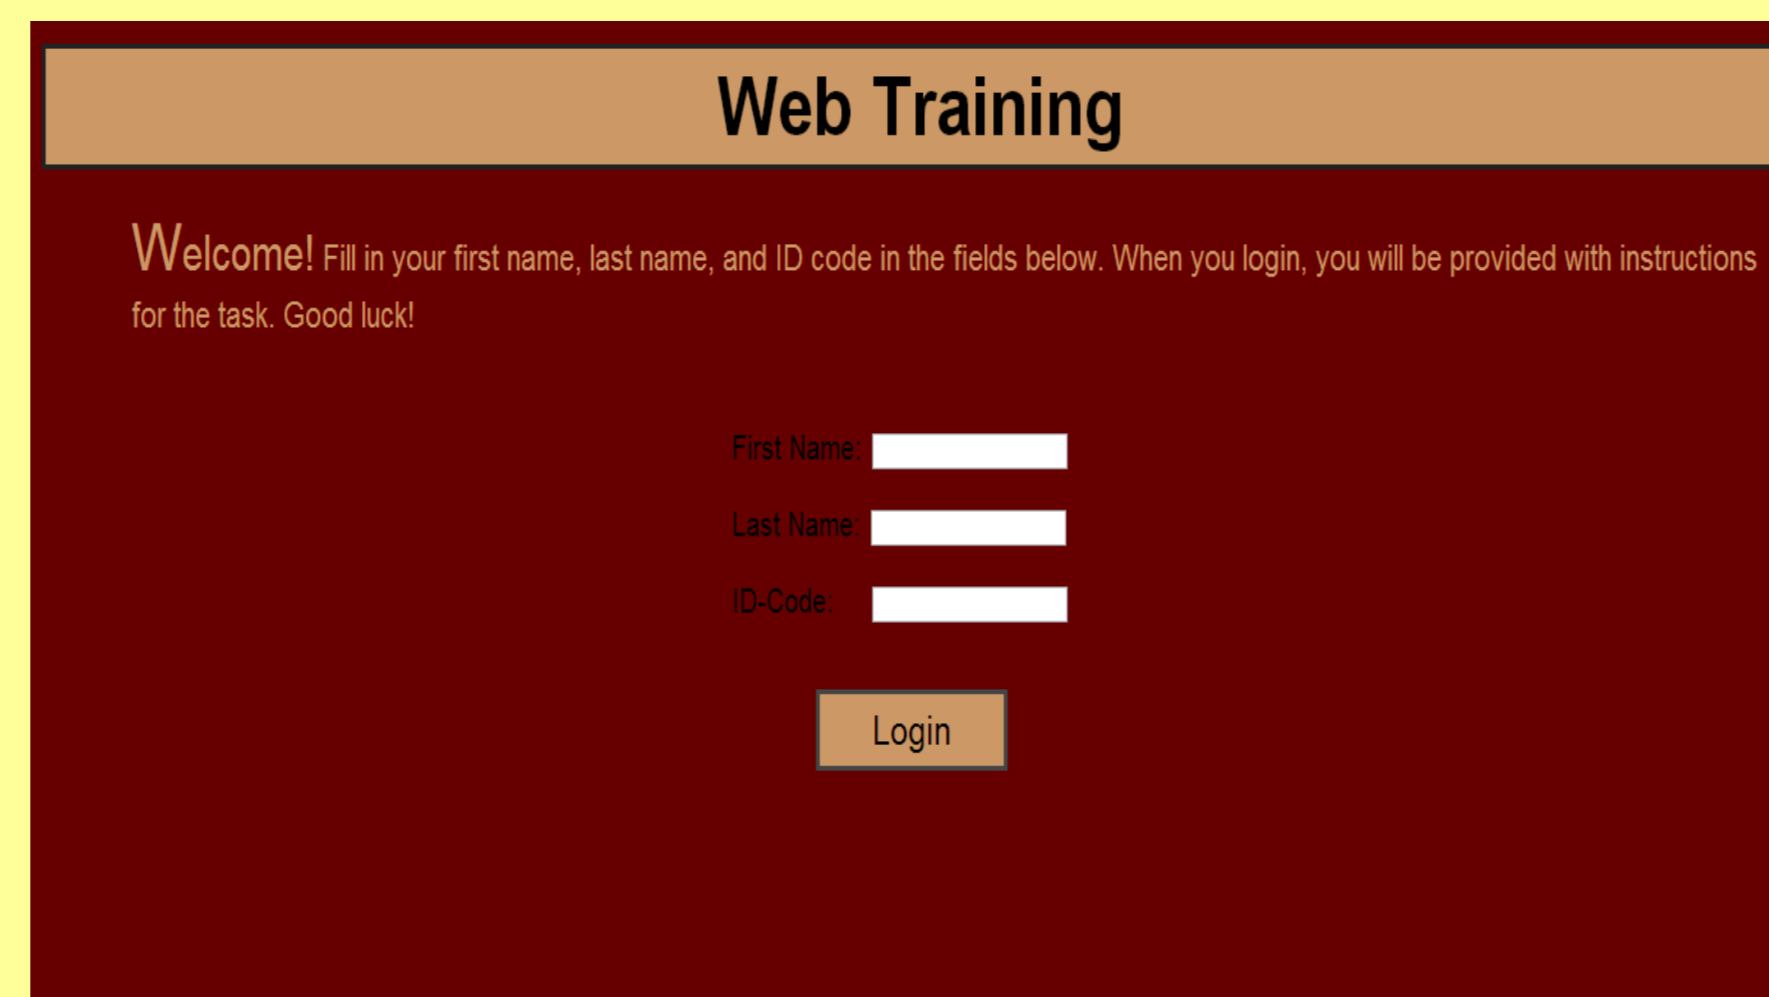 Web Training
Welcome! Fill in your first name, last name, and ID code in the fields below. When you login, you will be provided with instructions
for the task. Good luck!
First Name:
Last Name:
ID-Code:
Login